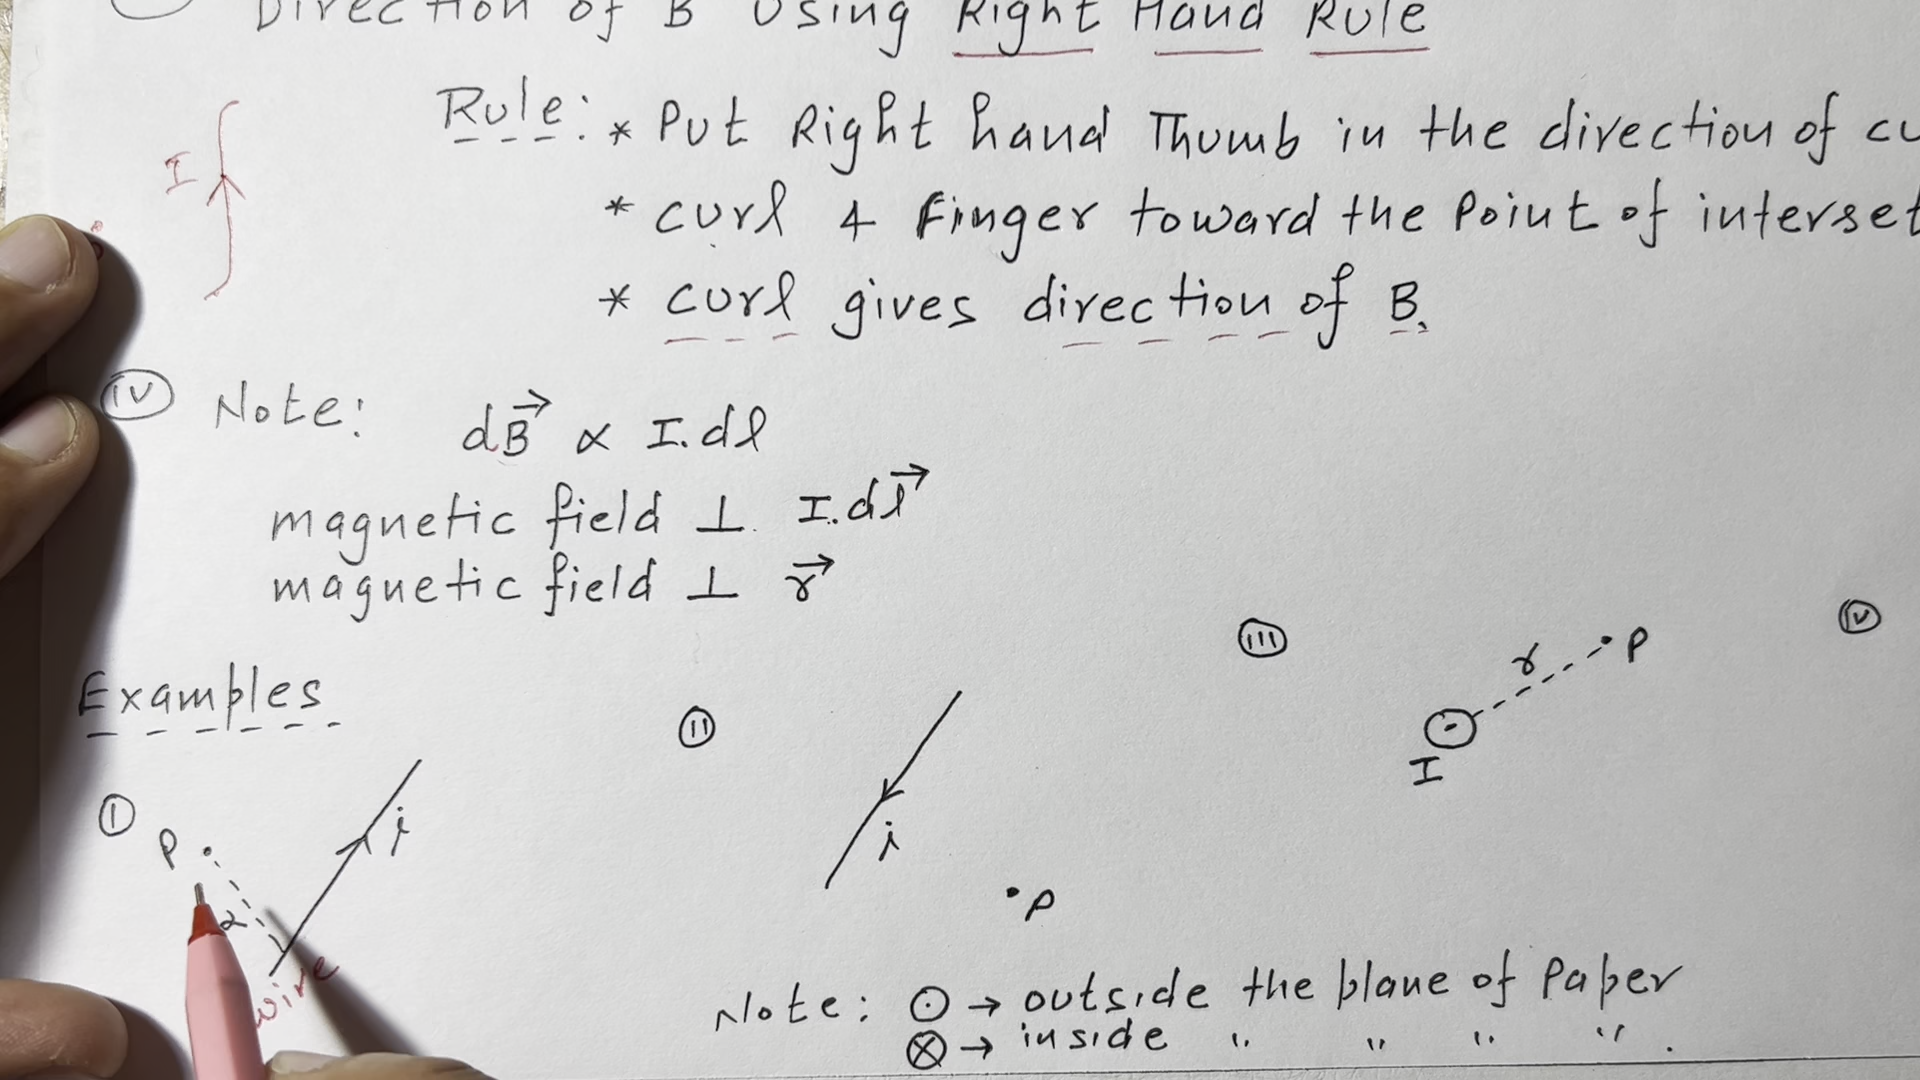 Direction of B Using Right Hand Rule
I
Rule: * Put Right hand Thumb in the direction of
* curl 4 Finger toward the Point of interset
* curl gives direction of B.
(iv) Note: dB⃗ ∝ I.dl
magnetic field ⊥ I.dl⃗
magnetic field ⊥ r⃗
Examples
(i) P i wire
(ii) i P
(iii) I r P
(iv)
Note: ⊙ → outside the plane of Paper
⊗ → inside " " " " .